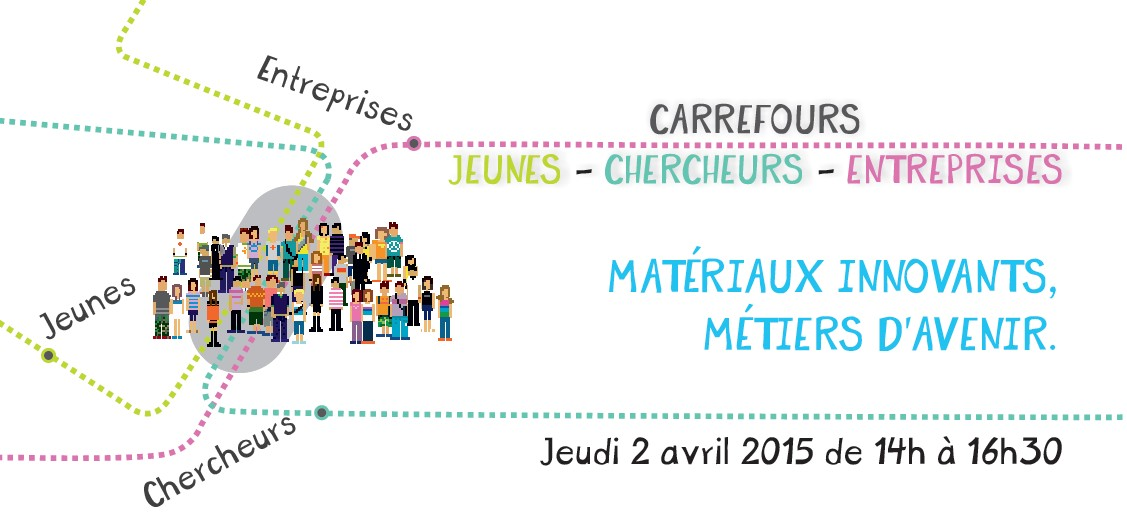 Entreprises
CARREFOURS
JEUNES - CHERCHEURS - ENTREPRISES
MATÉRIAUX INNOVANTS,
MÉTIERS D'AVENIR.
Jeunes
Chercheurs
Jeudi 2 avril 2015 de 14h à 16h30